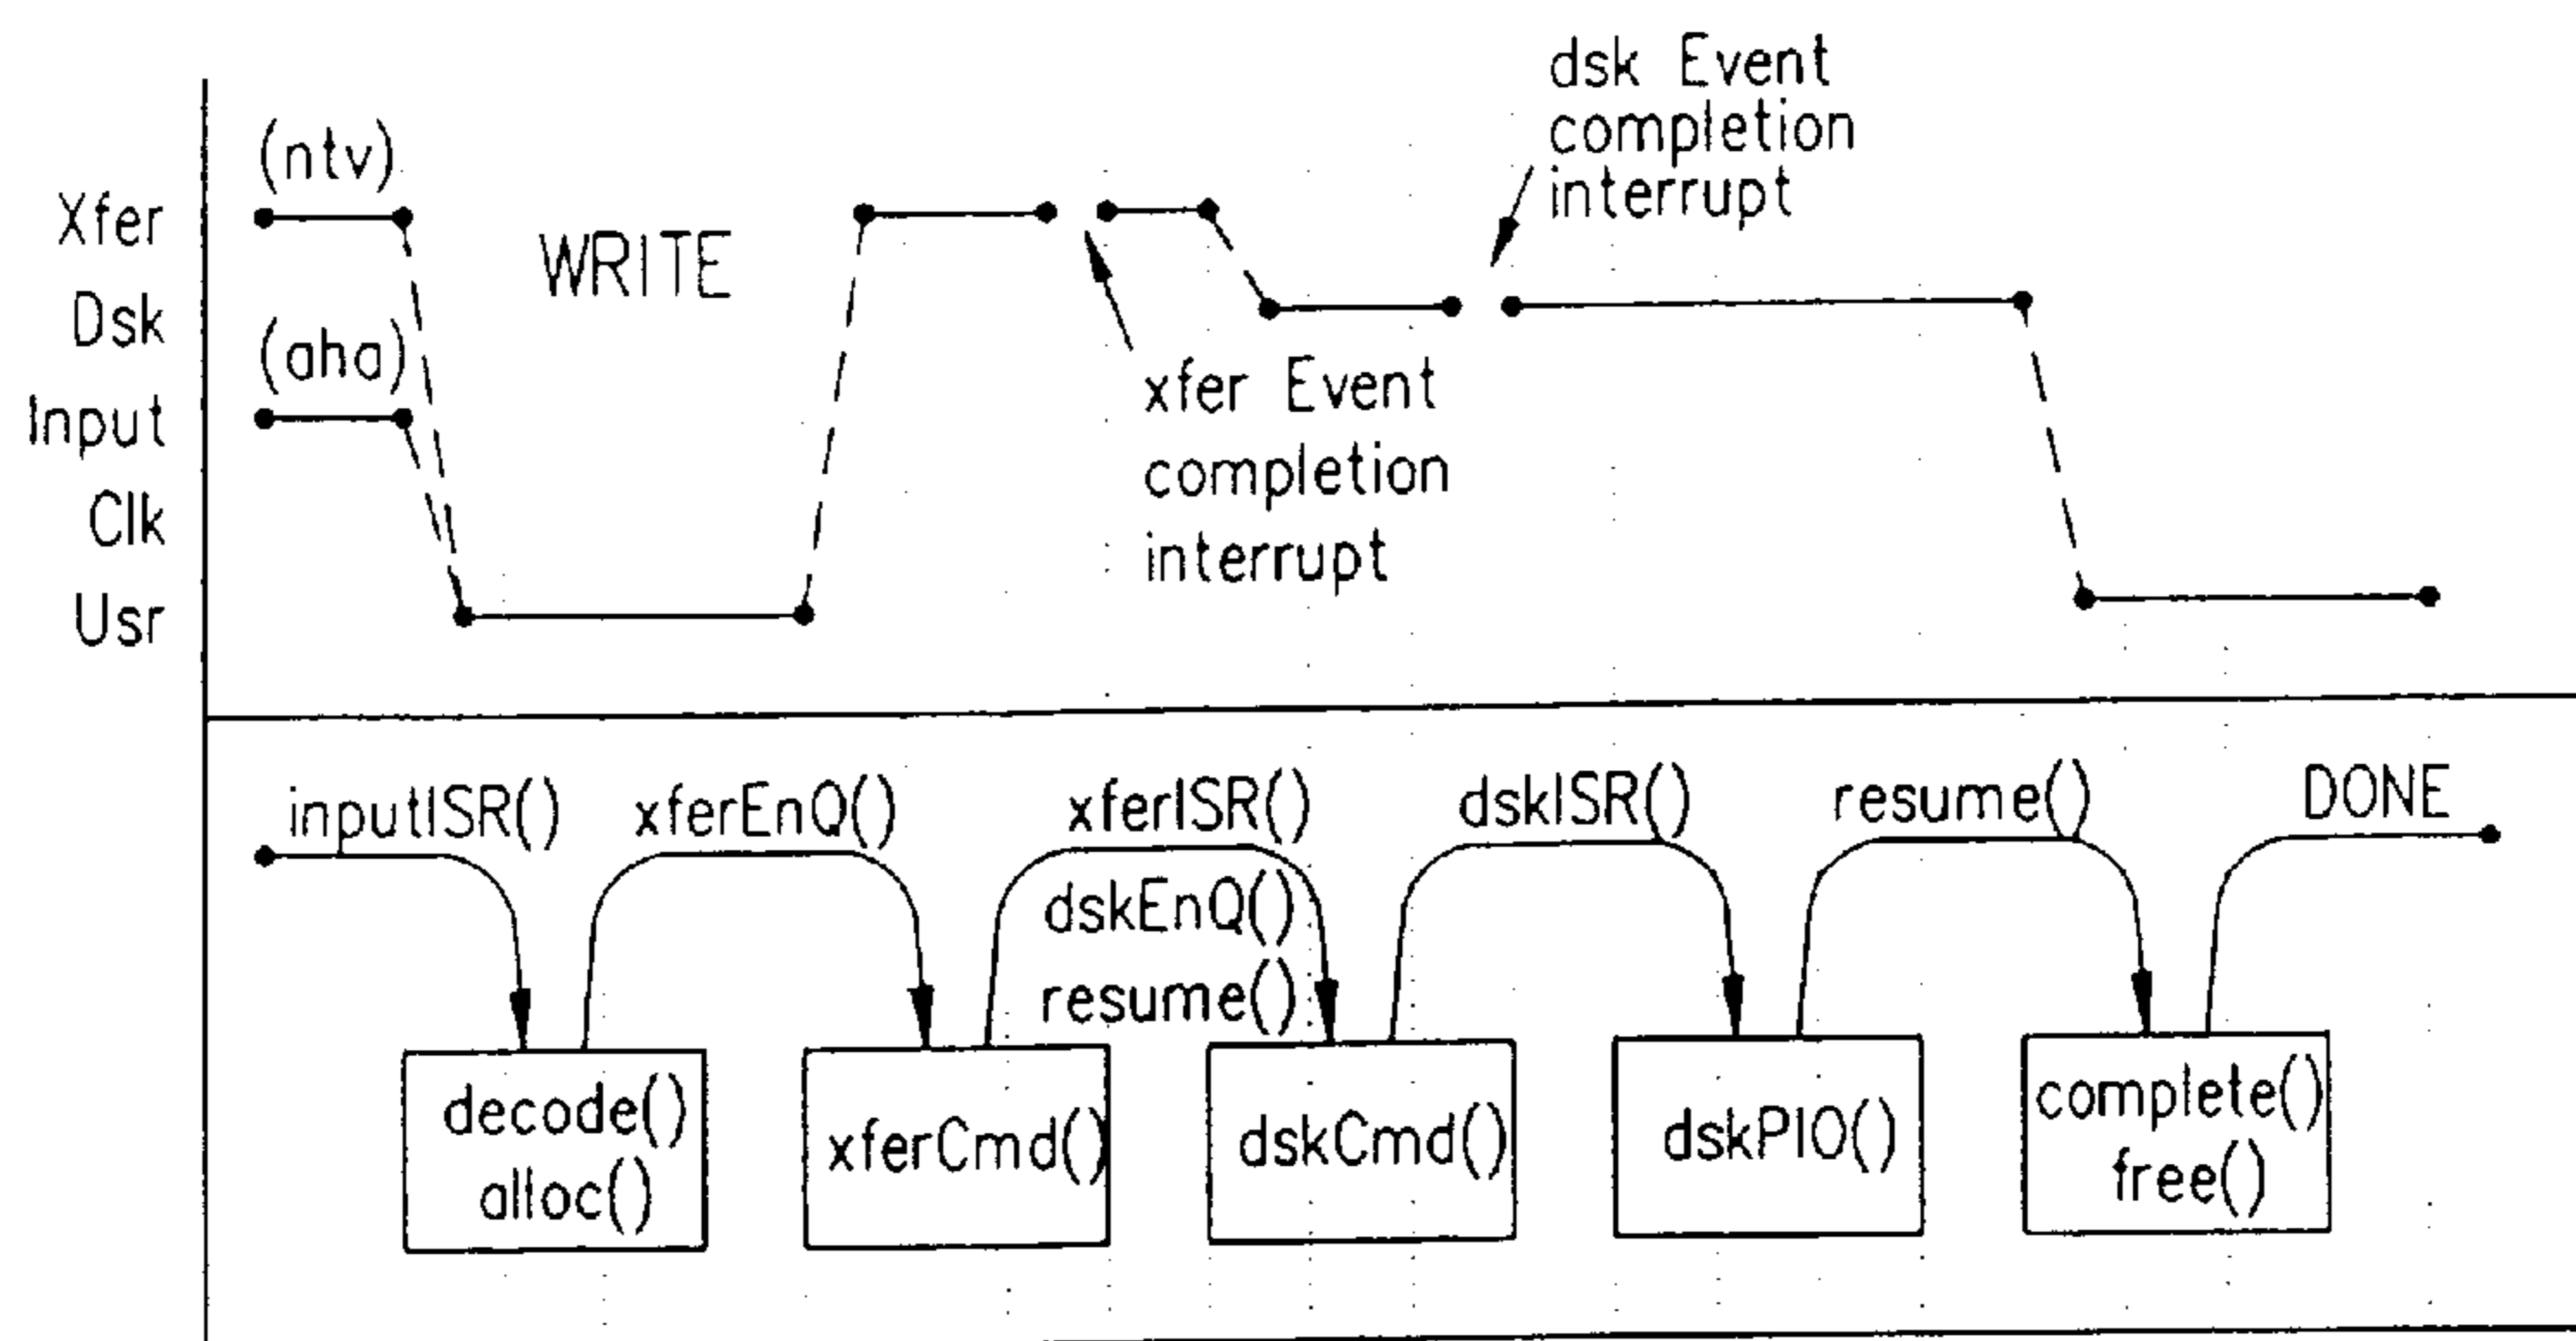 (ntv)
Xfer
Dsk
(aha)
Input
Clk
Usr
WRITE
dsk Event
completion
interrupt
xfer Event
completion
interrupt
inputISR()
xferEnQ()
xferISR()
dskEnQ()
resume()
dskISR()
resume()
DONE
decode()
alloc()
xferCmd()
dskCmd()
dskPIO()
complete()
free()